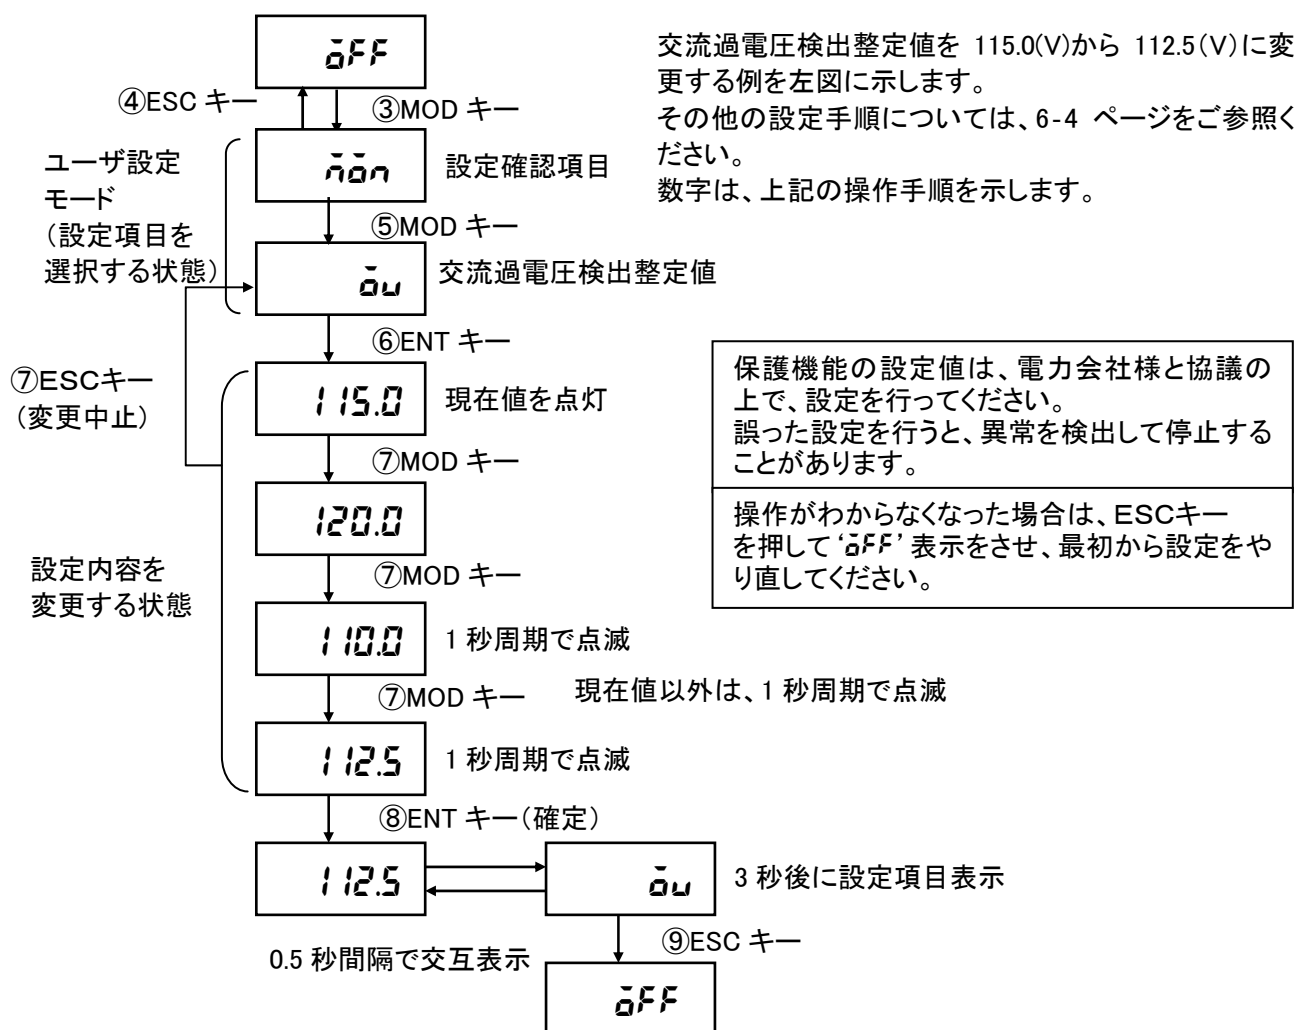 oFF
交流過電圧検出整定値を 115.0(V)から 112.5(V)に変
更する例を左図に示します。
その他の設定手順については、6-4 ページをご参照く
ださい。
数字は、上記の操作手順を示します。
④ESC キー
③MOD キー
ユーザ設定
モード
(設定項目を
選択する状態)
設定確認項目
⑤MOD キー
ou
交流過電圧検出整定値
⑥ENT キー
⑦ESCキー
(変更中止)
115.0
現在値を点灯
⑦MOD キー
120.0
⑦MOD キー
設定内容を
変更する状態
110.0
1 秒周期で点滅
⑦MOD キー
現在値以外は、1 秒周期で点滅
112.5
1 秒周期で点滅
⑧ENT キー(確定)
112.5
ou
3 秒後に設定項目表示
0.5 秒間隔で交互表示
⑨ESC キー
oFF
保護機能の設定値は、電力会社様と協議の
上で、設定を行ってください。
誤った設定を行うと、異常を検出して停止する
ことがあります。
操作がわからなくなった場合は、ESCキー
を押して‘oFF’表示をさせ、最初から設定をや
り直してください。